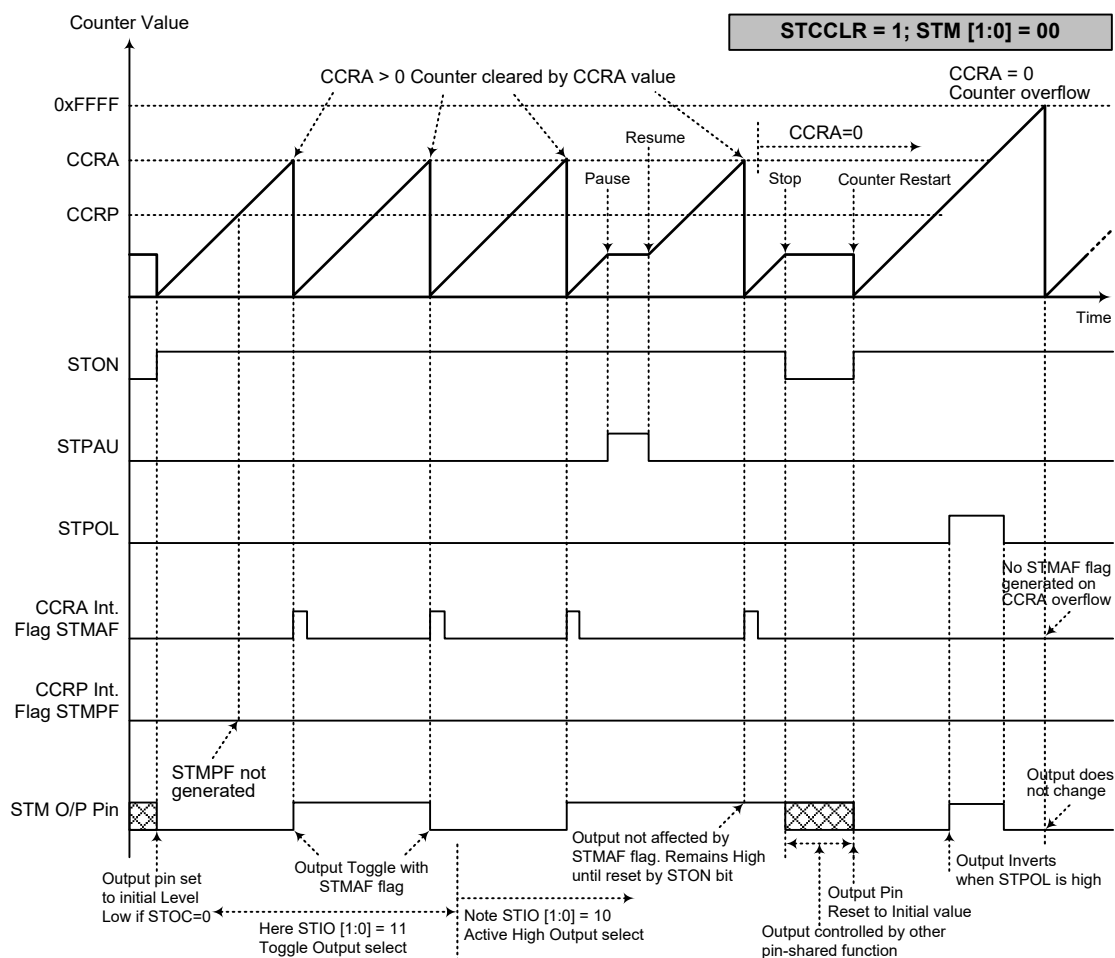 Counter Value
STCCLR = 1; STM [1:0] = 00
CCRA > 0 Counter cleared by CCRA value
CCRA = 0
Counter overflow
0xFFFF
Resume
CCRA=0
CCRA
Pause
Stop
Counter Restart
CCRP
Time
STON
STPAU
STPOL
No STMAF flag
generated on
CCRA overflow
CCRA Int.
Flag STMAF
CCRP Int.
Flag STMPF
STMPF not
generated
STM O/P Pin
Output does
not change
Output not affected by
STMAF flag. Remains High
until reset by STON bit
Output Toggle with
STMAF flag
Output Inverts
when STPOL is high
Output pin set
to initial Level
Low if STOC=0
Output Pin
Reset to Initial value
Here STIO [1:0] = 11
Toggle Output select
Note STIO [1:0] = 10
Active High Output select
Output controlled by other
pin-shared function